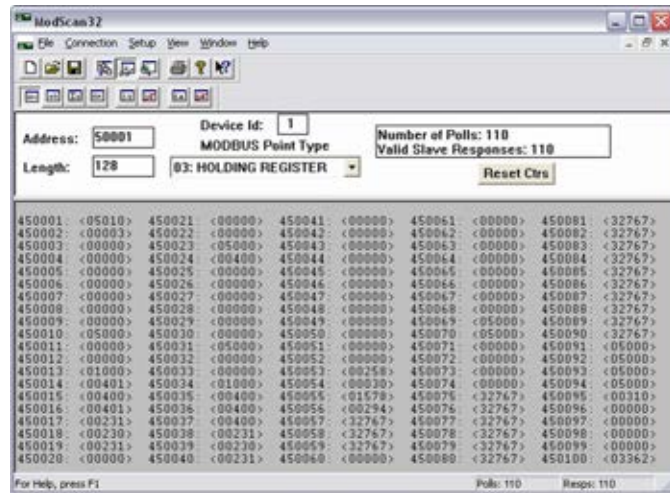 ModScan32
File Connection Setup View Window Help
Device Id: 1
Address: 50001
MODBUS Point Type
Number of Polls: 110
Valid Slave Responses: 110
Length: 128
03: HOLDING REGISTER
Reset Ctrs
450001: <05010> 450021: <00000> 450041: <00000> 450061: <00000> 450081: <32767>
450002: <00003> 450022: <00000> 450042: <00000> 450062: <00000> 450082: <32767>
450003: <00000> 450023: <05000> 450043: <00000> 450063: <00000> 450083: <32767>
450004: <00000> 450024: <00400> 450044: <00000> 450064: <00000> 450084: <32767>
450005: <00000> 450025: <00000> 450045: <00000> 450065: <00000> 450085: <32767>
450006: <00000> 450026: <00000> 450046: <00000> 450066: <00000> 450086: <32767>
450007: <00000> 450027: <00000> 450047: <00000> 450067: <00000> 450087: <32767>
450008: <00000> 450028: <00000> 450048: <00000> 450068: <00000> 450088: <32767>
450009: <00000> 450029: <00000> 450049: <00000> 450069: <05000> 450089: <32767>
450010: <05000> 450030: <00000> 450050: <00000> 450070: <05000> 450090: <32767>
450011: <00000> 450031: <05000> 450051: <00000> 450071: <00000> 450091: <05000>
450012: <00000> 450032: <00000> 450052: <00000> 450072: <00000> 450092: <05000>
450013: <01000> 450033: <00000> 450053: <00258> 450073: <00000> 450093: <05000>
450014: <00401> 450034: <01000> 450054: <00030> 450074: <00000> 450094: <05000>
450015: <00400> 450035: <00400> 450055: <01578> 450075: <32767> 450095: <00310>
450016: <00401> 450036: <00400> 450056: <00294> 450076: <32767> 450096: <00000>
450017: <00231> 450037: <00400> 450057: <32767> 450077: <32767> 450097: <00000>
450018: <00230> 450038: <00231> 450058: <32767> 450078: <32767> 450098: <00000>
450019: <00231> 450039: <00230> 450059: <32767> 450079: <32767> 450099: <00000>
450020: <00000> 450040: <00231> 450060: <00000> 450080: <32767> 450100: <03362>
For Help, press F1
Polls: 110
Resps: 110